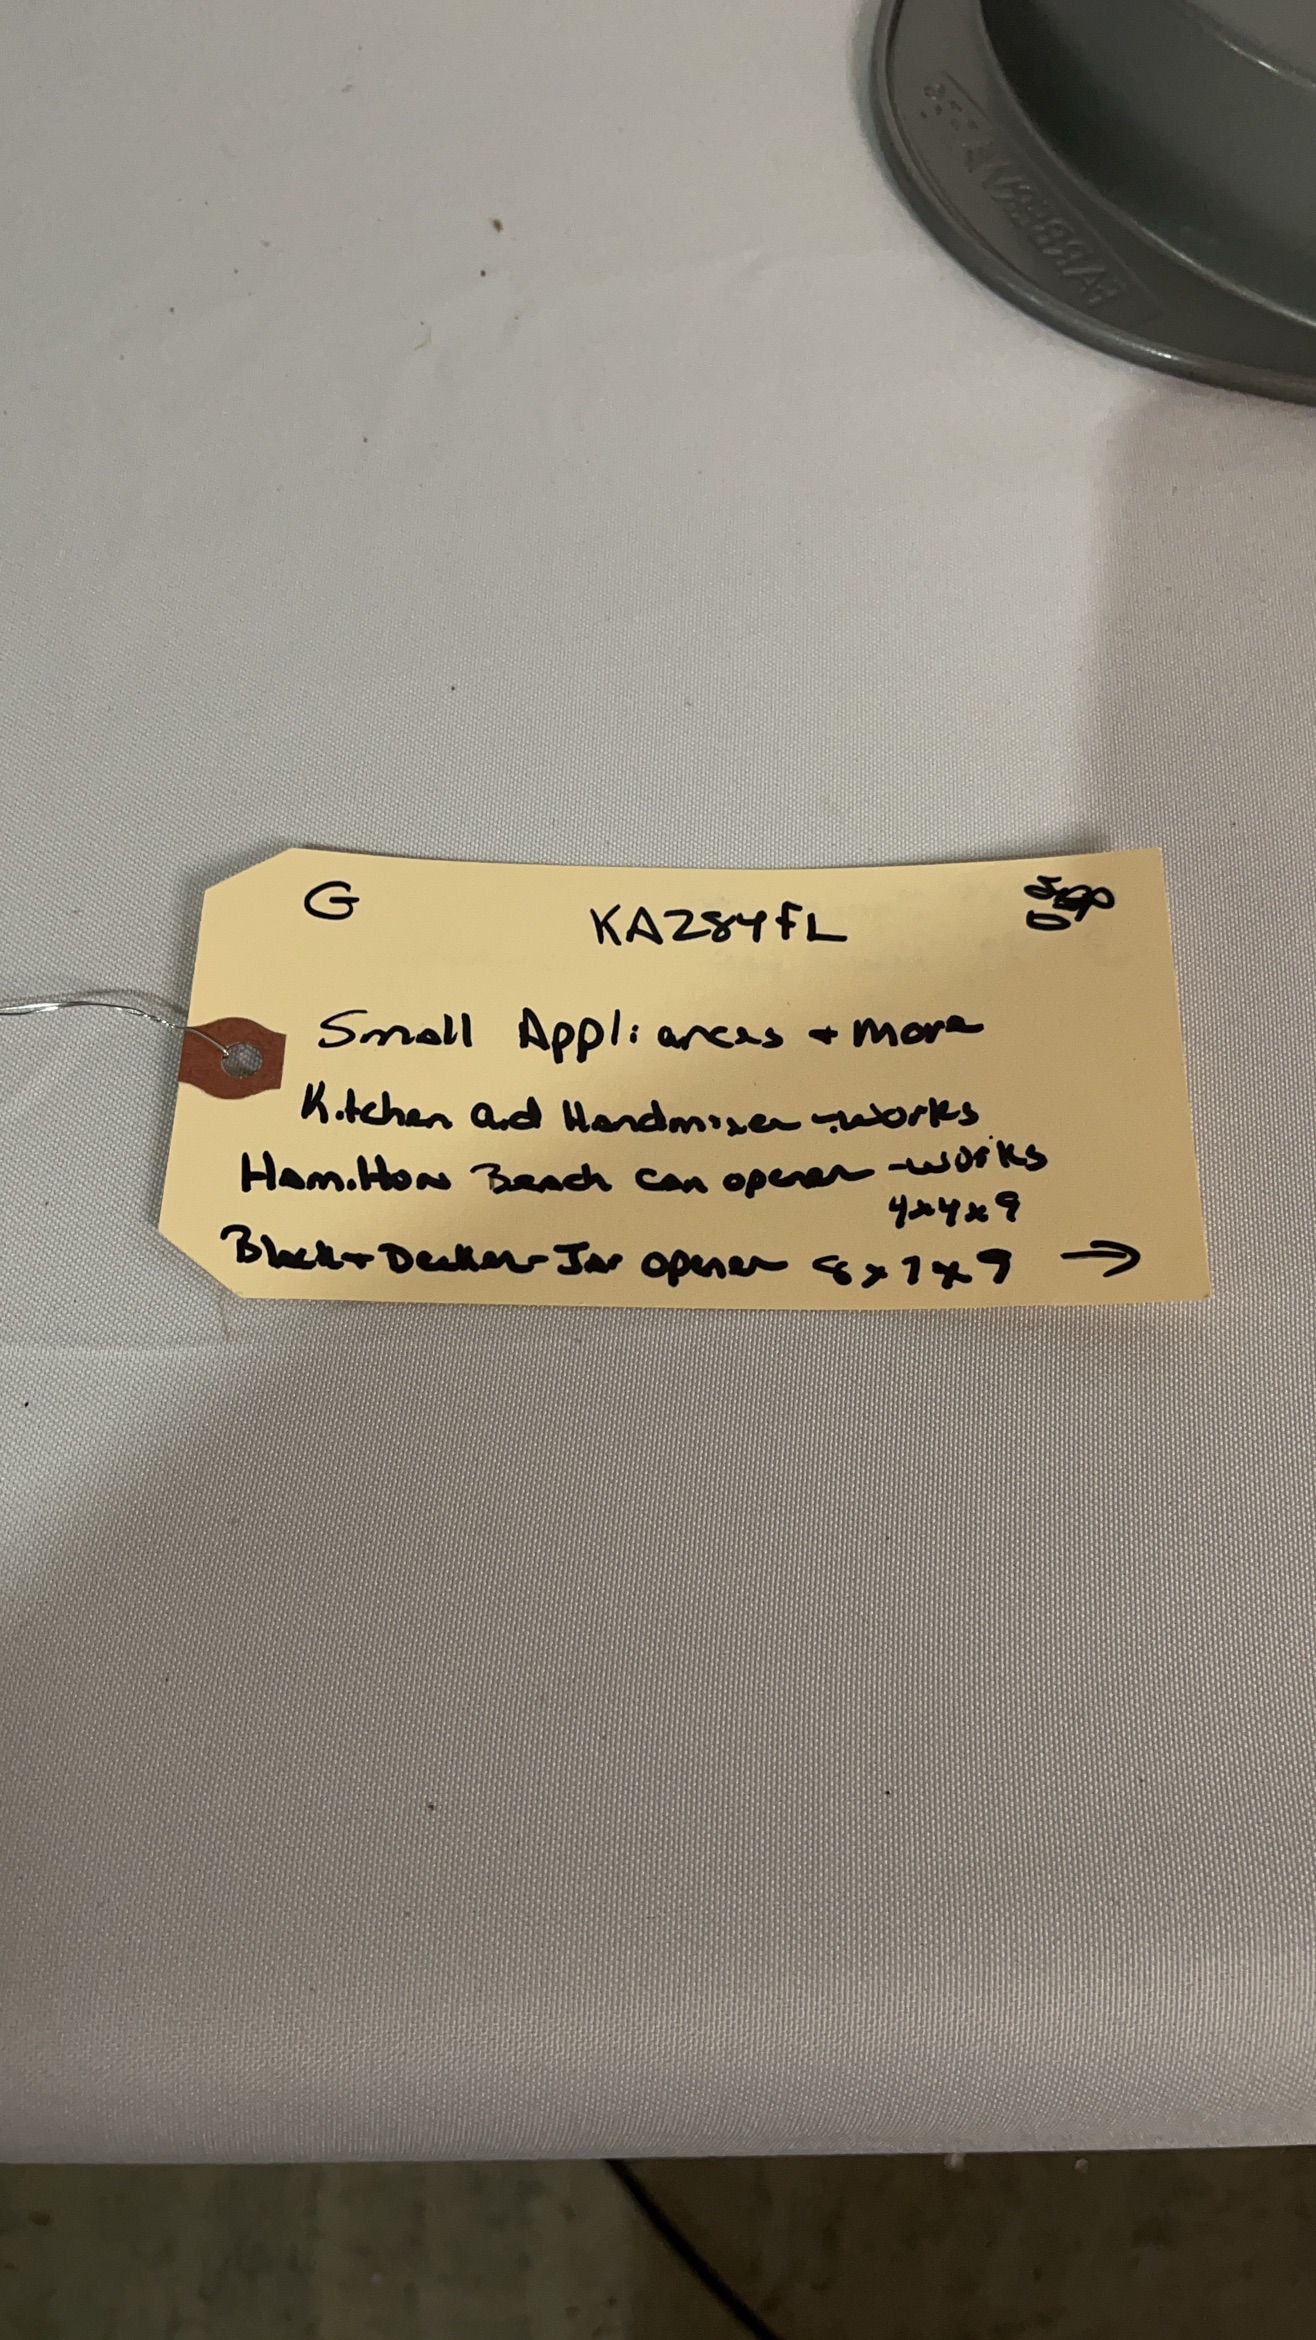 FARBERWARE
G
KA284FL
Small Appliances + more
Kitchen aid Handmixer - works
Hamilton Beach can opener - works
4x4x9
Black + Decker Jar opener 8x7x9 →